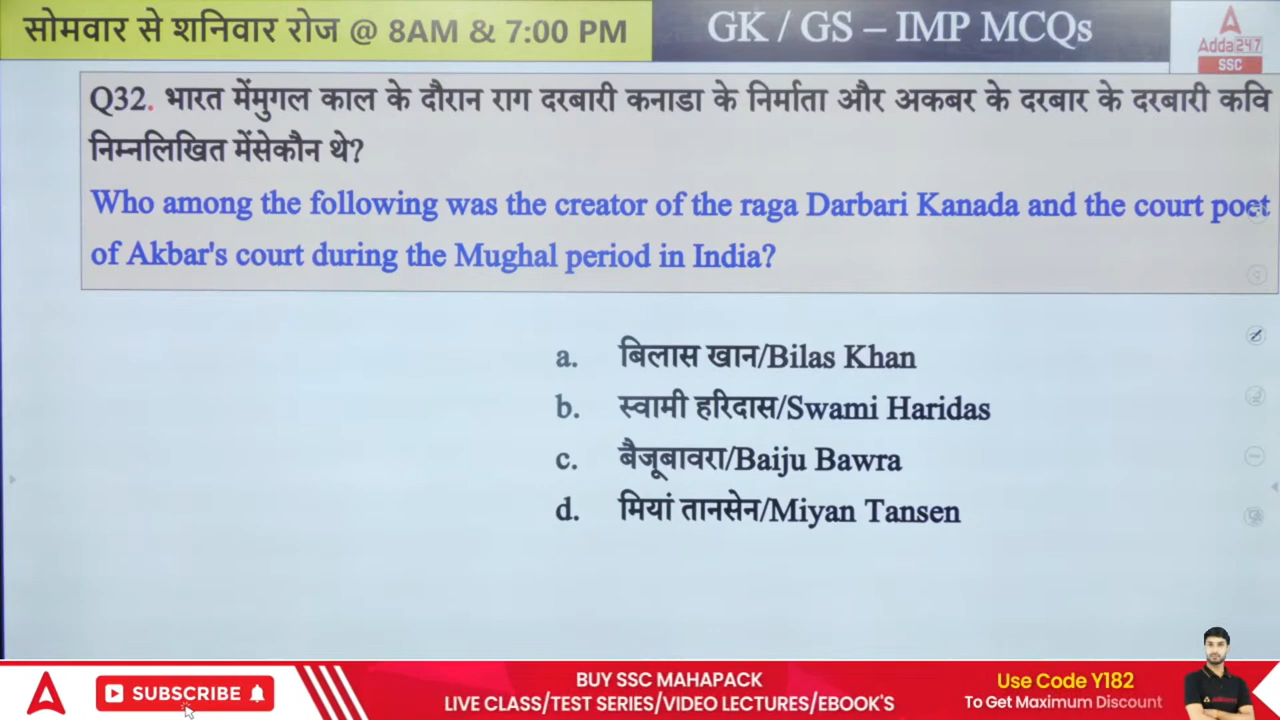 सोमवार से शनिवार रोज @ 8AM & 7:00 PM
GK / GS – IMP MCQs
Adda247
SSC
Q32. भारत मेंमुगल काल के दौरान राग दरबारी कनाडा के निर्माता और अकबर के दरबार के दरबारी कवि
निम्नलिखित मेंसेकौन थे?
Who among the following was the creator of the raga Darbari Kanada and the court poet
of Akbar's court during the Mughal period in India?
a. बिलास खान/Bilas Khan
b. स्वामी हरिदास/Swami Haridas
c. बैजूबावरा/Baiju Bawra
d. मियां तानसेन/Miyan Tansen
SUBSCRIBE
BUY SSC MAHAPACK
LIVE CLASS/TEST SERIES/VIDEO LECTURES/EBOOK'S
Use Code Y182
To Get Maximum Discount